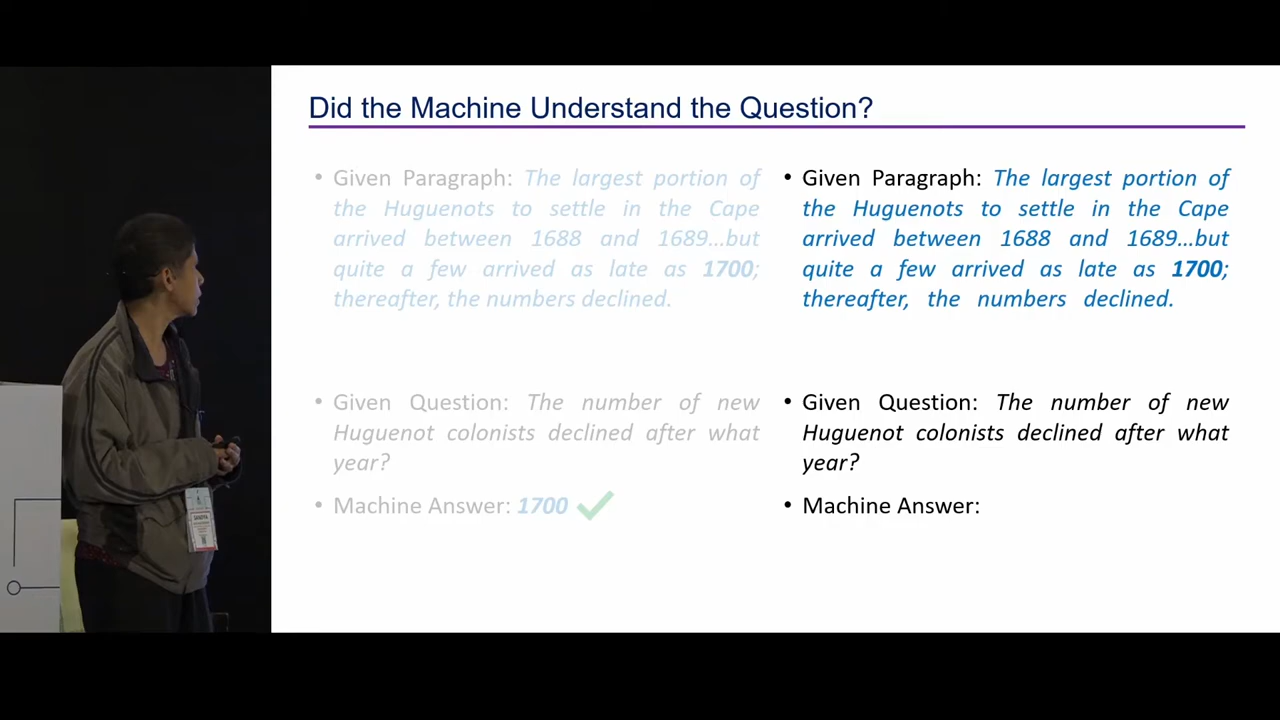 Did the Machine Understand the Question?
• Given Paragraph: The largest portion of
the Huguenots to settle in the Cape
arrived between 1688 and 1689...but
quite a few arrived as late as 1700;
thereafter, the numbers declined.
• Given Question: The number of new
Huguenot colonists declined after what
year?
• Machine Answer: 1700
• Given Paragraph: The largest portion of
the Huguenots to settle in the Cape
arrived between 1688 and 1689...but
quite a few arrived as late as 1700;
thereafter, the numbers declined.
• Given Question: The number of new
Huguenot colonists declined after what
year?
• Machine Answer: